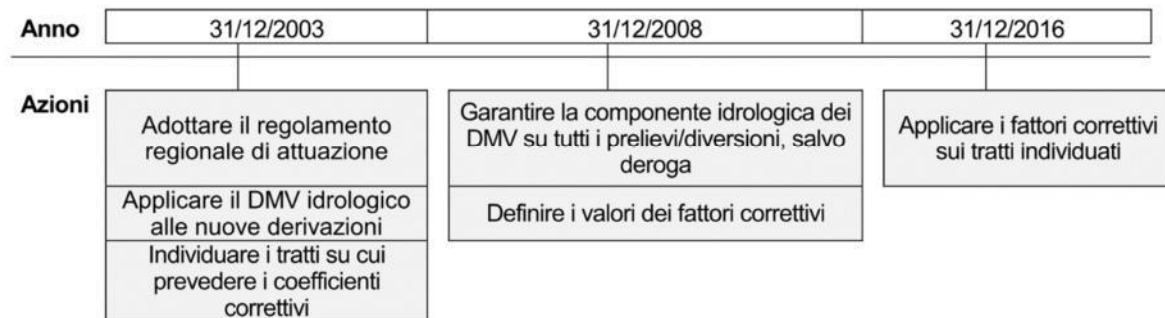 Anno 31/12/2003 31/12/2008 31/12/2016
Azioni
Adottare il regolamento
regionale di attuazione
Applicare il DMV idrologico
alle nuove derivazioni
Individuare i tratti su cui
prevedere i coefficienti
correttivi
Garantire la componente idrologica dei
DMV su tutti i prelievi/diversioni, salvo
deroga
Definire i valori dei fattori correttivi
Applicare i fattori correttivi
sui tratti individuati